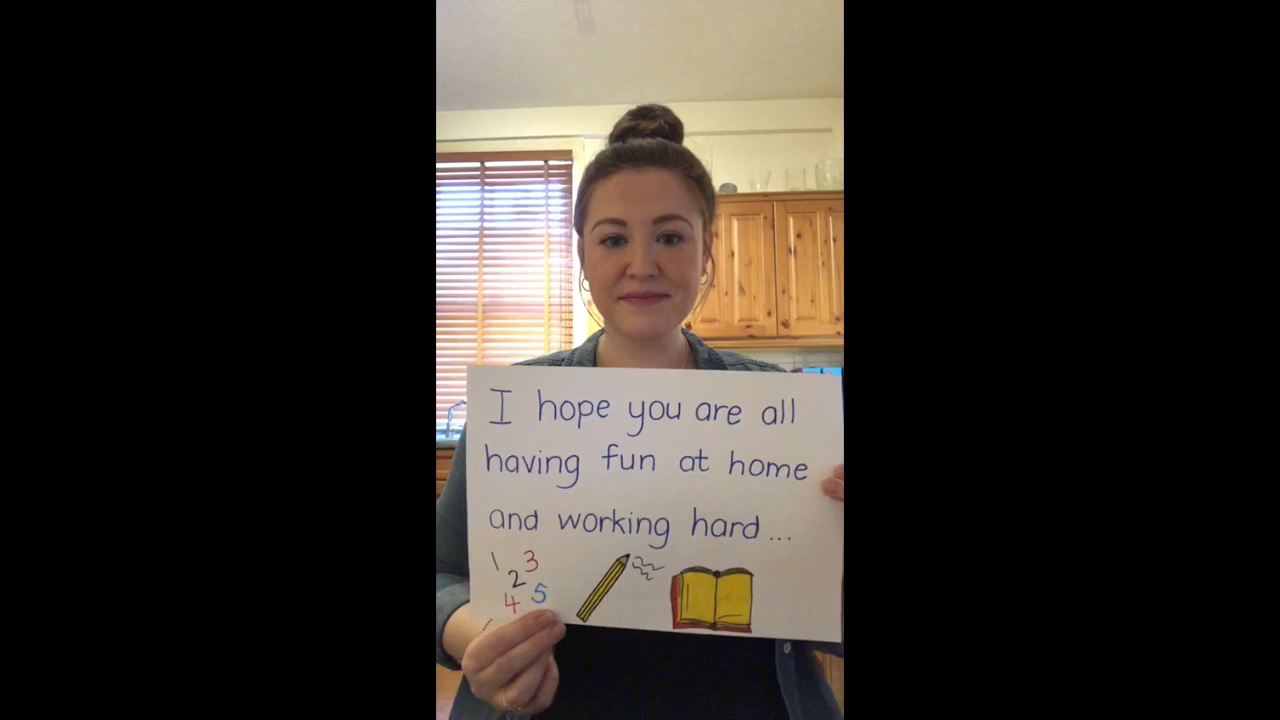 I hope you are all
having fun at home
and working hard...
1 2 3
4 5